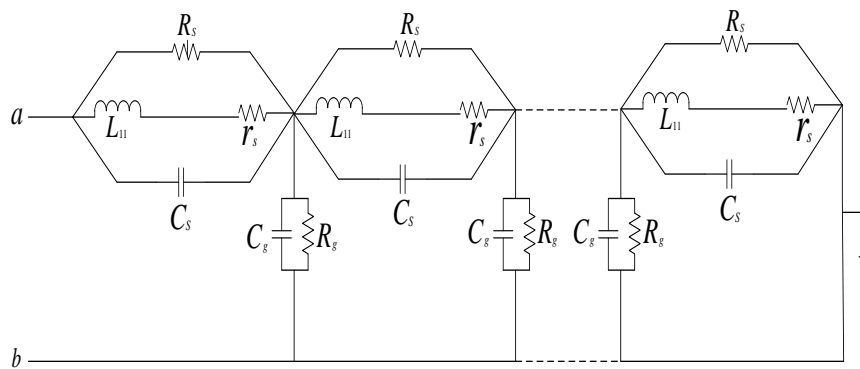 R_s R_s R_s
a
L_11 r_s L_11 r_s L_11 r_s
C_s C_s C_s
C_g R_g C_g R_g C_g R_g
b